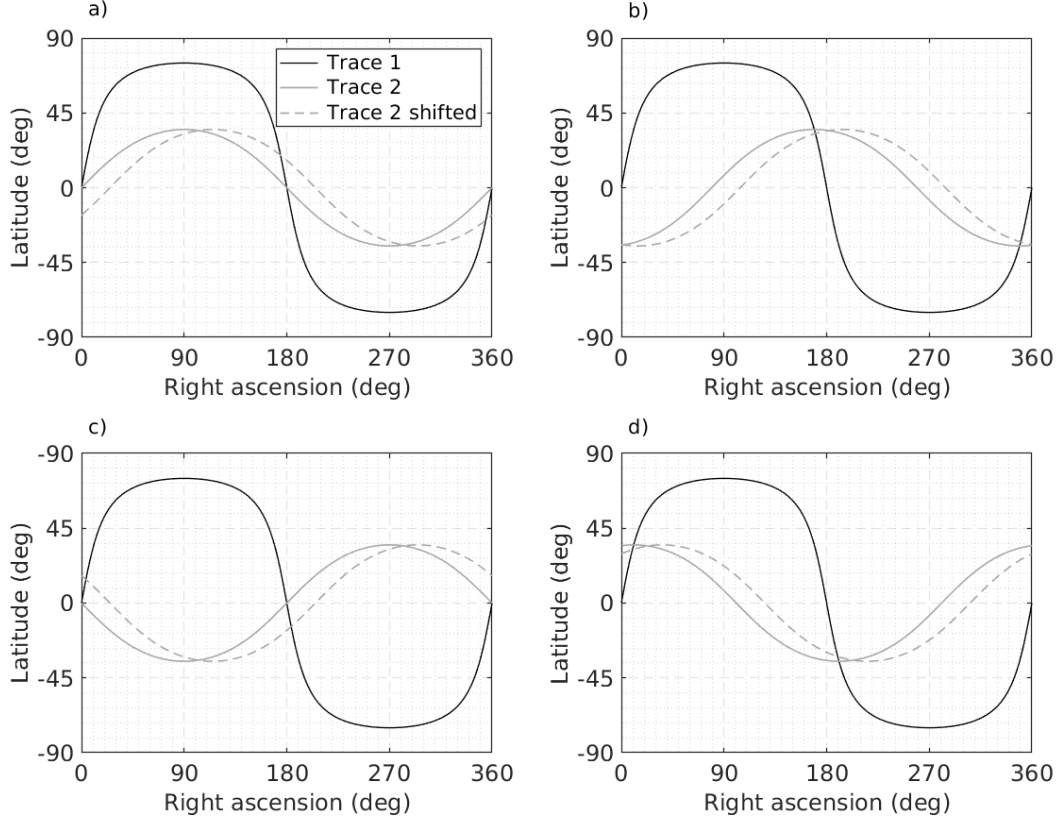 a)
90
45
0
-45
-90
Latitude (deg)
0 90 180 270 360
Right ascension (deg)
Trace 1
Trace 2
Trace 2 shifted
b)
90
45
0
-45
-90
Latitude (deg)
0 90 180 270 360
Right ascension (deg)
c)
-90
45
0
-45
-90
Latitude (deg)
0 90 180 270 360
Right ascension (deg)
d)
-90
45
0
-45
-90
Latitude (deg)
0 90 180 270 360
Right ascension (deg)